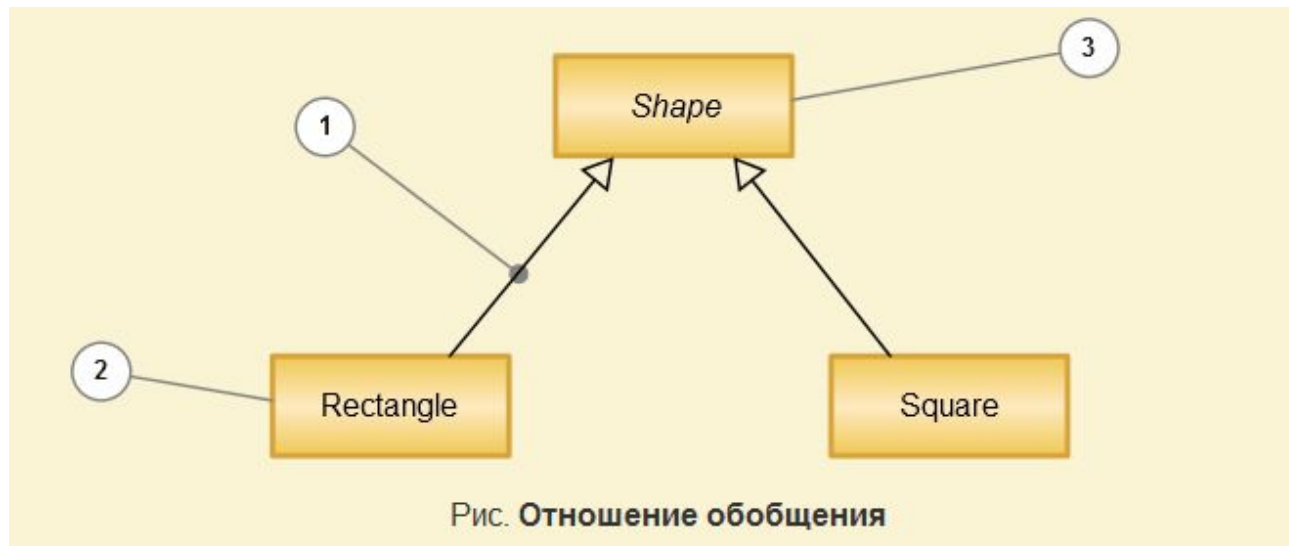 3
Shape
1
2
Rectangle
Square
Рис. Отношение обобщения